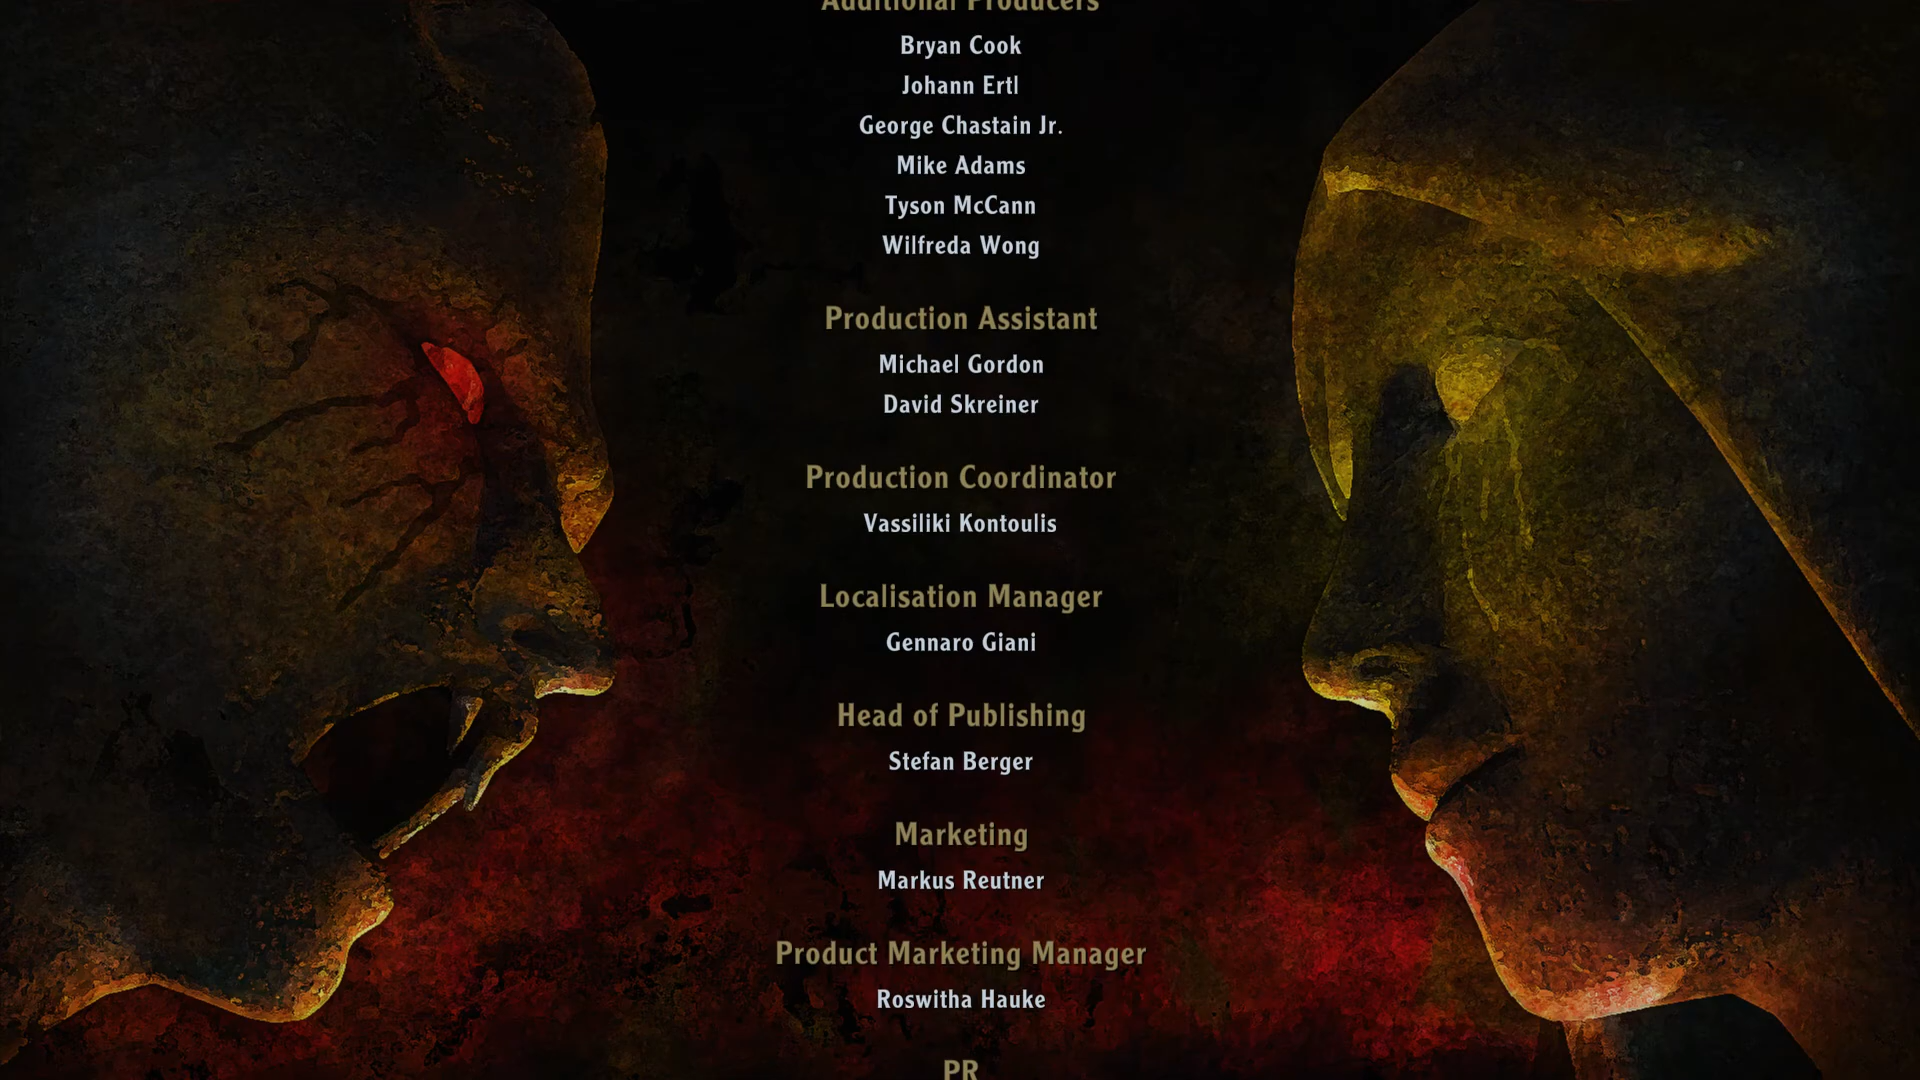 Additional Producers
Bryan Cook
Johann Ertl
George Chastain Jr.
Mike Adams
Tyson McCann
Wilfreda Wong
Production Assistant
Michael Gordon
David Skreiner
Production Coordinator
Vassiliki Kontoulis
Localisation Manager
Gennaro Giani
Head of Publishing
Stefan Berger
Marketing
Markus Reutner
Product Marketing Manager
Roswitha Hauke
PR